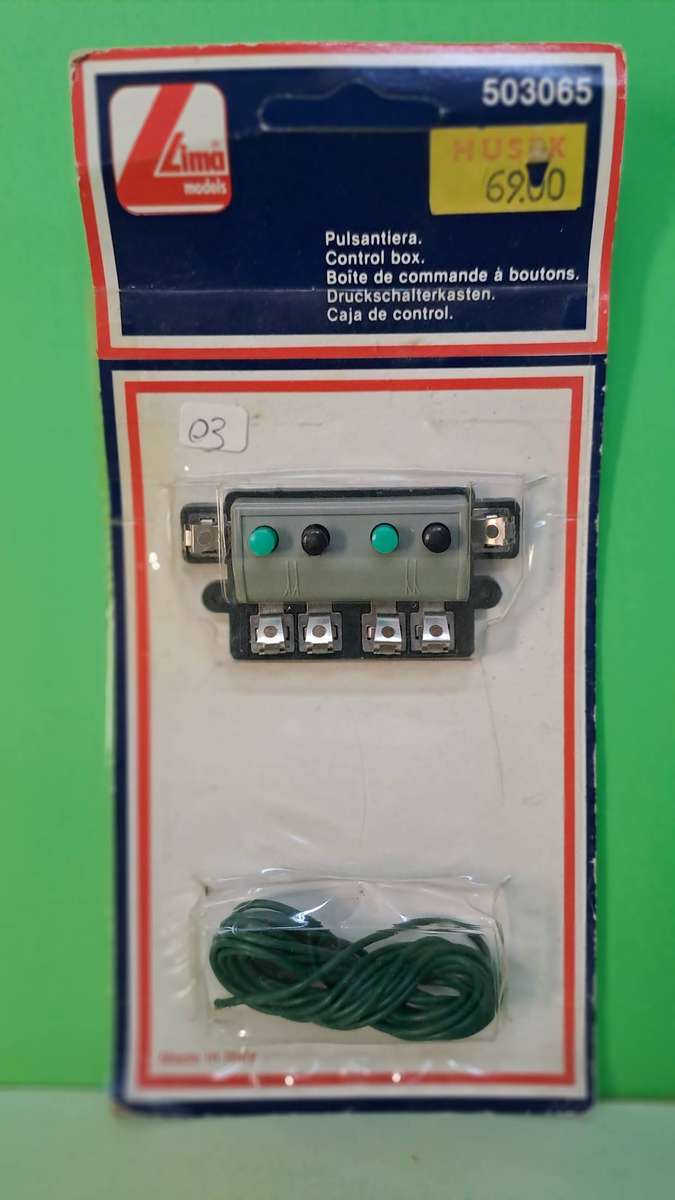 503065
Lima®
models
HUSEK
69.00
Pulsantiera.
Control box.
Boîte de commande à boutons.
Druckschalterkasten.
Caja de control.
03
Made in Italy